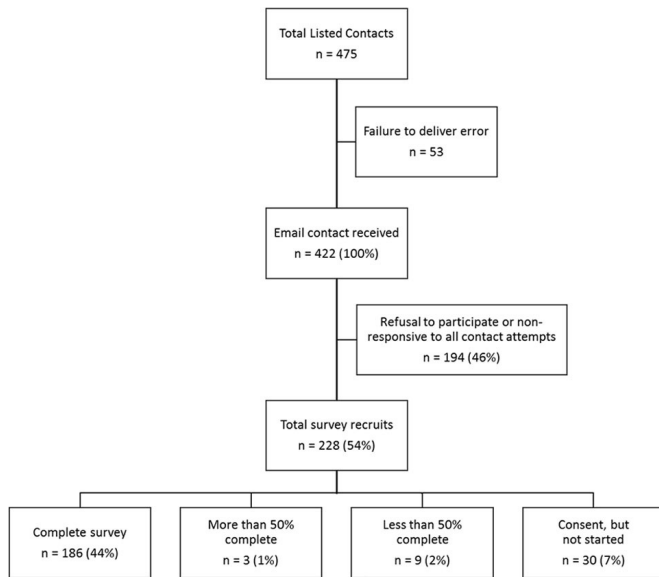 Total Listed Contacts
n = 475
Failure to deliver error
n = 53
Email contact received
n = 422 (100%)
Refusal to participate or non-
responsive to all contact attempts
n = 194 (46%)
Total survey recruits
n = 228 (54%)
Complete survey
n = 186 (44%)
More than 50%
complete
n = 3 (1%)
Less than 50%
complete
n = 9 (2%)
Consent, but
not started
n = 30 (7%)